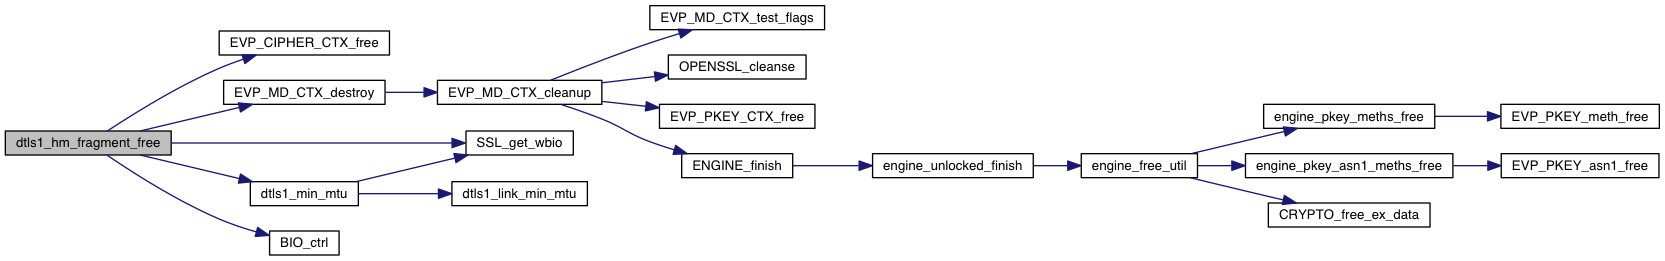 dtls1_hm_fragment_free
EVP_CIPHER_CTX_free
EVP_MD_CTX_destroy
SSL_get_wbio
dtls1_min_mtu
dtls1_link_min_mtu
BIO_ctrl
EVP_MD_CTX_cleanup
EVP_MD_CTX_test_flags
OPENSSL_cleanse
EVP_PKEY_CTX_free
ENGINE_finish
engine_unlocked_finish
engine_free_util
engine_pkey_meths_free
engine_pkey_asn1_meths_free
CRYPTO_free_ex_data
EVP_PKEY_meth_free
EVP_PKEY_asn1_free